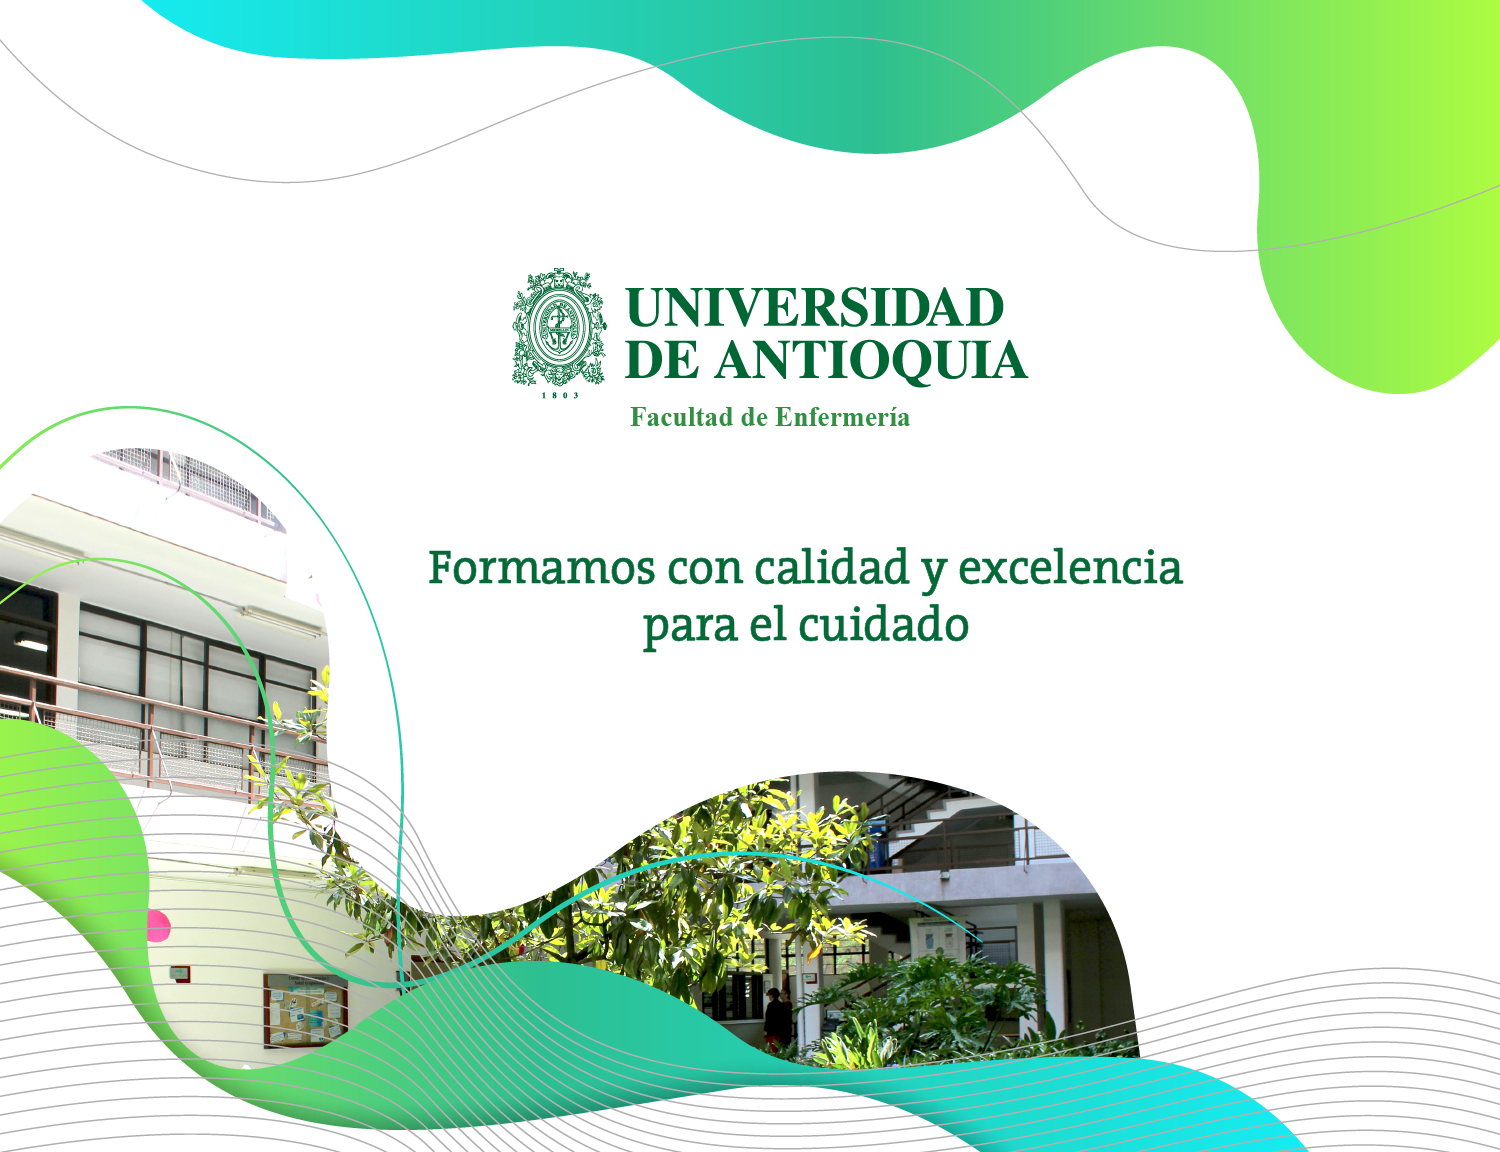 UNIVERSIDAD
DE ANTIOQUIA
1803
Facultad de Enfermería
Formamos con calidad y excelencia
para el cuidado